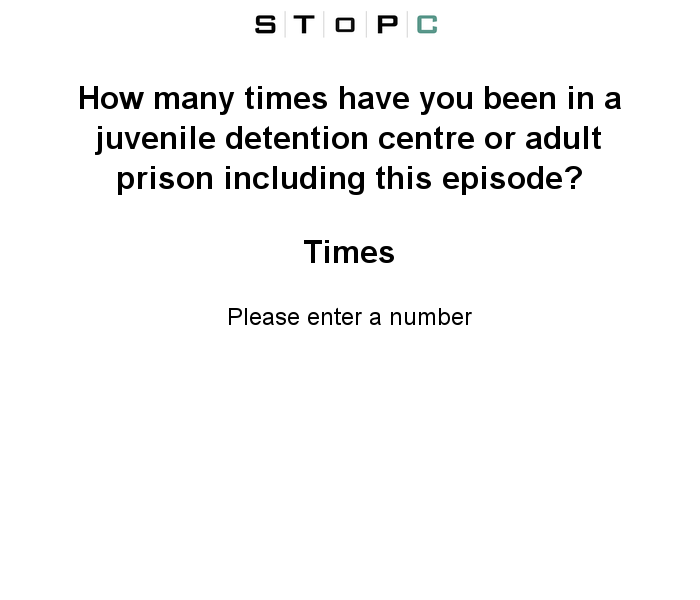 STOPC
How many times have you been in a
juvenile detention centre or adult
prison including this episode?
Times
Please enter a number